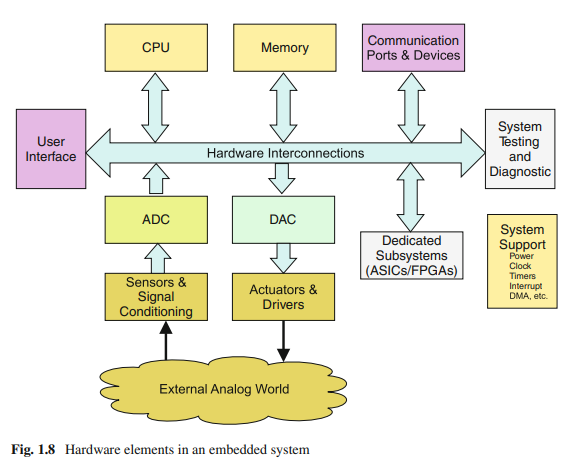 CPU
Memory
Communication
Ports & Devices
User
Interface
Hardware Interconnections
System
Testing
and
Diagnostic
ADC
DAC
Dedicated
Subsystems
(ASICs/FPGAs)
System
Support
Power
Clock
Timers
Interrupt
DMA, etc.
Sensors &
Signal
Conditioning
Actuators &
Drivers
External Analog World
Fig. 1.8 Hardware elements in an embedded system